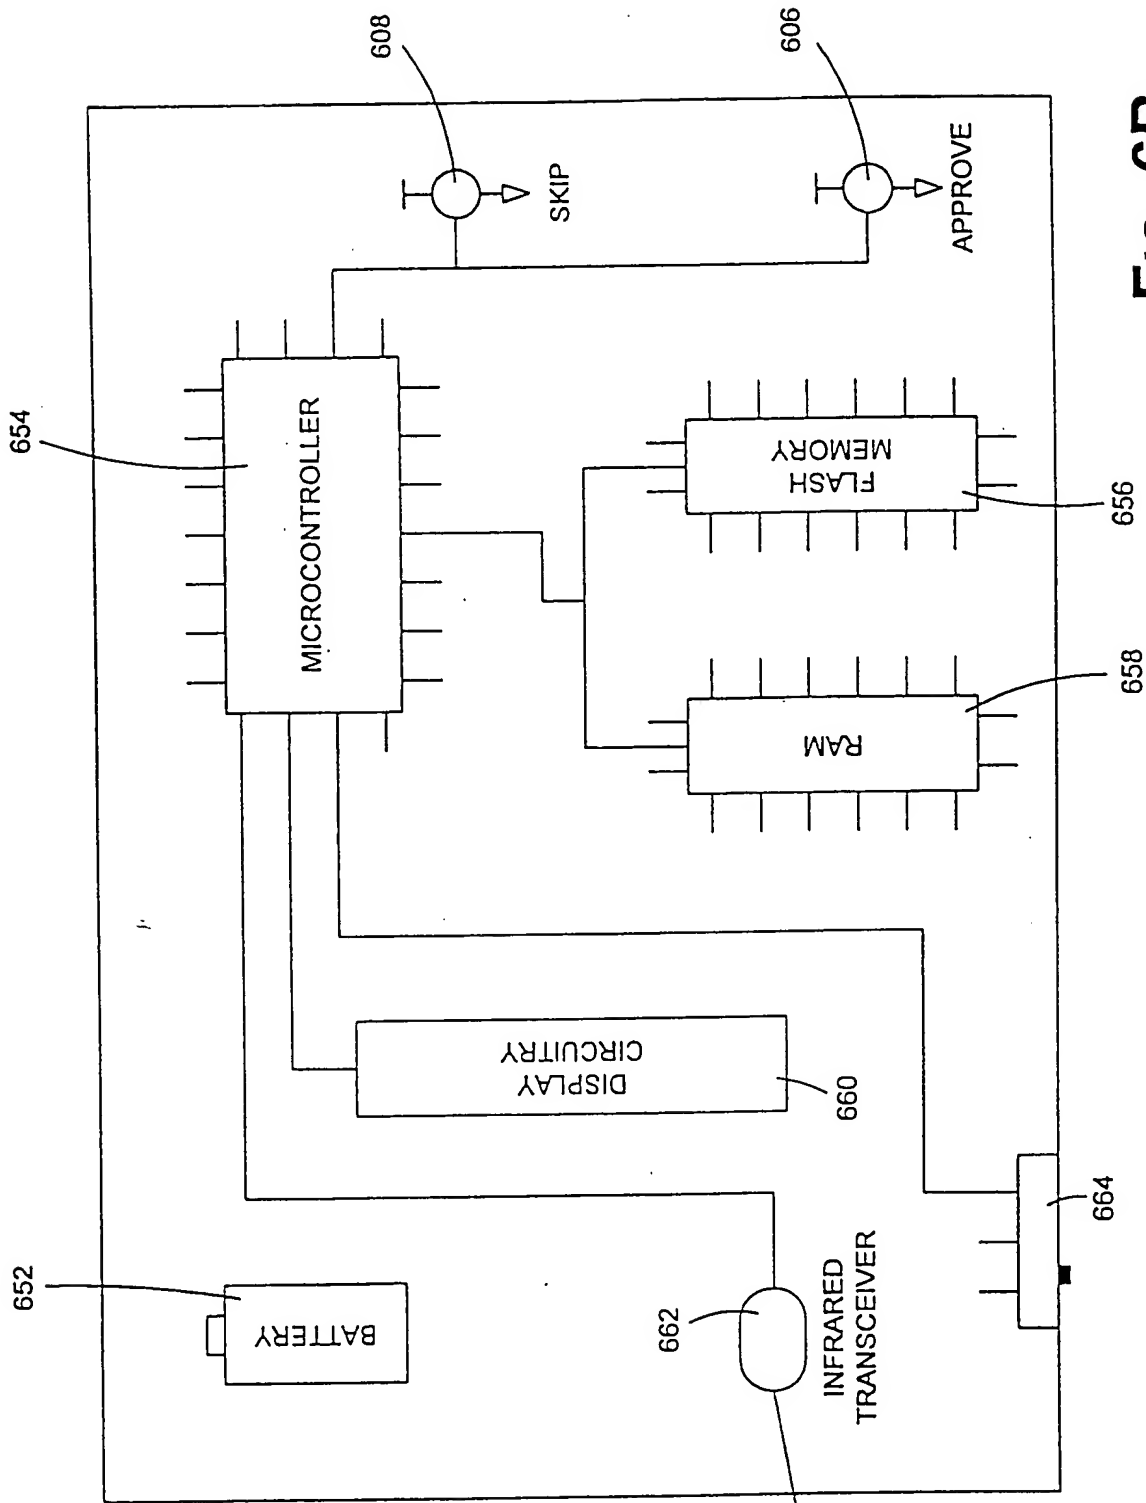 652
BATTERY
654
MICROCONTROLLER
608
SKIP
606
APPROVE
DISPLAY
CIRCUITRY
660
662
INFRARED
TRANSCEIVER
RAM
658
FLASH
MEMORY
656
664